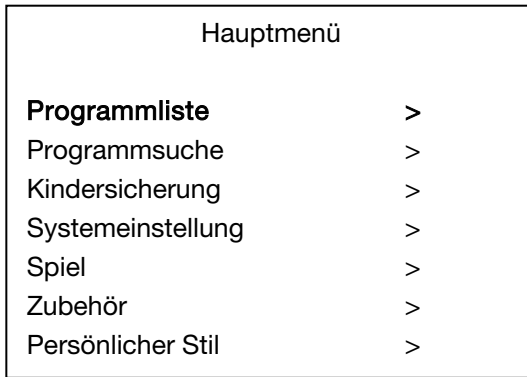 Hauptmenü
Programmliste >
Programmsuche >
Kindersicherung >
Systemeinstellung >
Spiel >
Zubehör >
Persönlicher Stil >